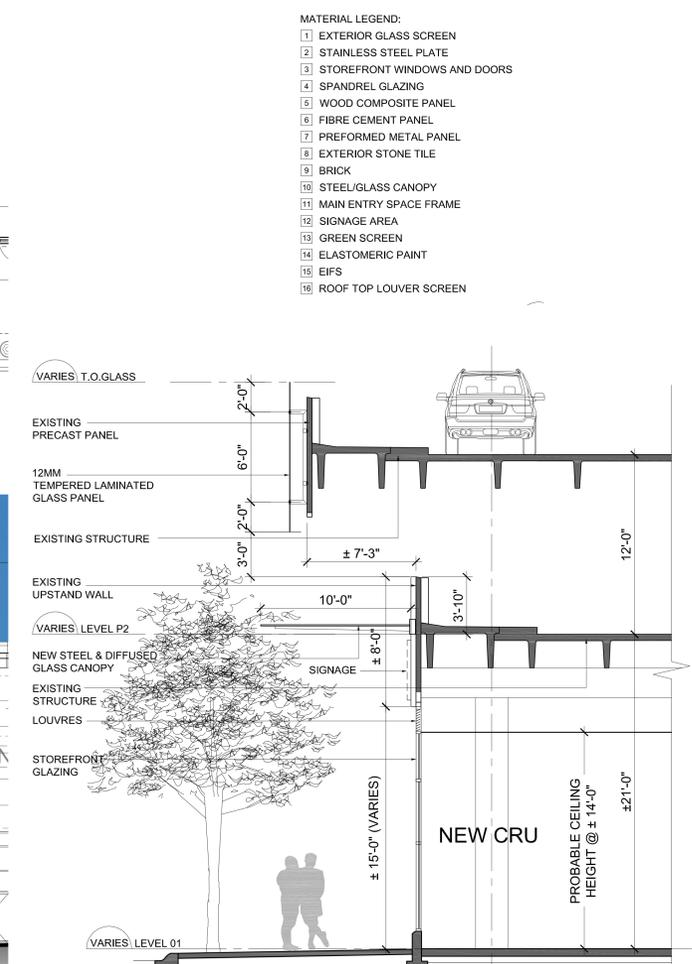 MATERIAL LEGEND:
1 EXTERIOR GLASS SCREEN
2 STAINLESS STEEL PLATE
3 STOREFRONT WINDOWS AND DOORS
4 SPANDREL GLAZING
5 WOOD COMPOSITE PANEL
6 FIBRE CEMENT PANEL
7 PREFORMED METAL PANEL
8 EXTERIOR STONE TILE
9 BRICK
10 STEEL/GLASS CANOPY
11 MAIN ENTRY SPACE FRAME
12 SIGNAGE AREA
13 GREEN SCREEN
14 ELASTOMERIC PAINT
15 EIFS
16 ROOF TOP LOUVER SCREEN
VARIES T.O.GLASS
2'-0"
EXISTING
PRECAST PANEL
6'-0"
12MM
TEMPERED LAMINATED
GLASS PANEL
2'-0"
EXISTING STRUCTURE
12'-0"
3'-0"
± 7'-3"
EXISTING
UPSTAND WALL
10'-0"
3'-10"
VARIES LEVEL P2
± 8'-0"
NEW STEEL & DIFFUSED
GLASS CANOPY
SIGNAGE
EXISTING
STRUCTURE
LOUVRES
STOREFRONT
GLAZING
± 15'-0" (VARIES)
NEW CRU
PROBABLE CEILING
HEIGHT @ ± 14'-0"
±21'-0"
VARIES LEVEL 01